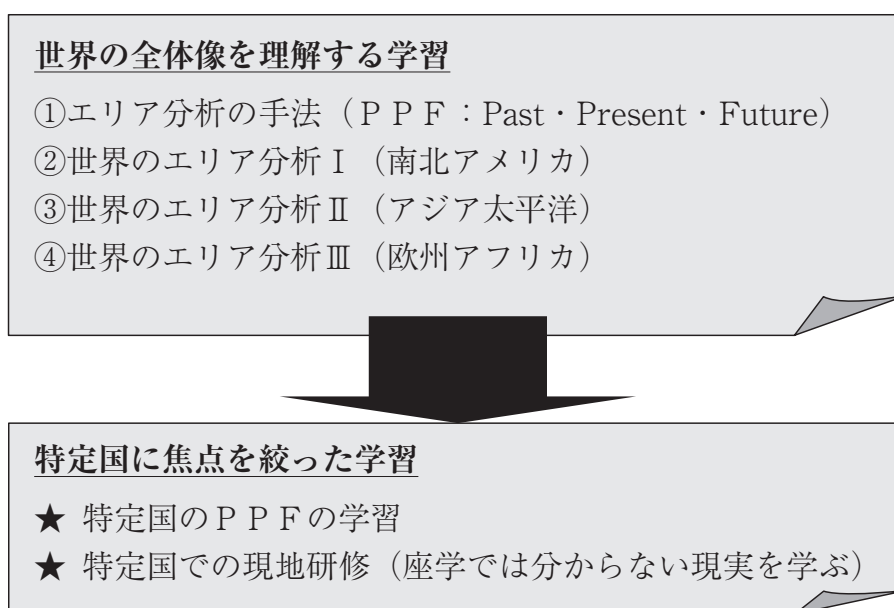 世界の全体像を理解する学習
①エリア分析の手法（ＰＰＦ：Past・Present・Future）
②世界のエリア分析Ⅰ（南北アメリカ）
③世界のエリア分析Ⅱ（アジア太平洋）
④世界のエリア分析Ⅲ（欧州アフリカ）
特定国に焦点を絞った学習
★ 特定国のＰＰＦの学習
★ 特定国での現地研修（座学では分からない現実を学ぶ）